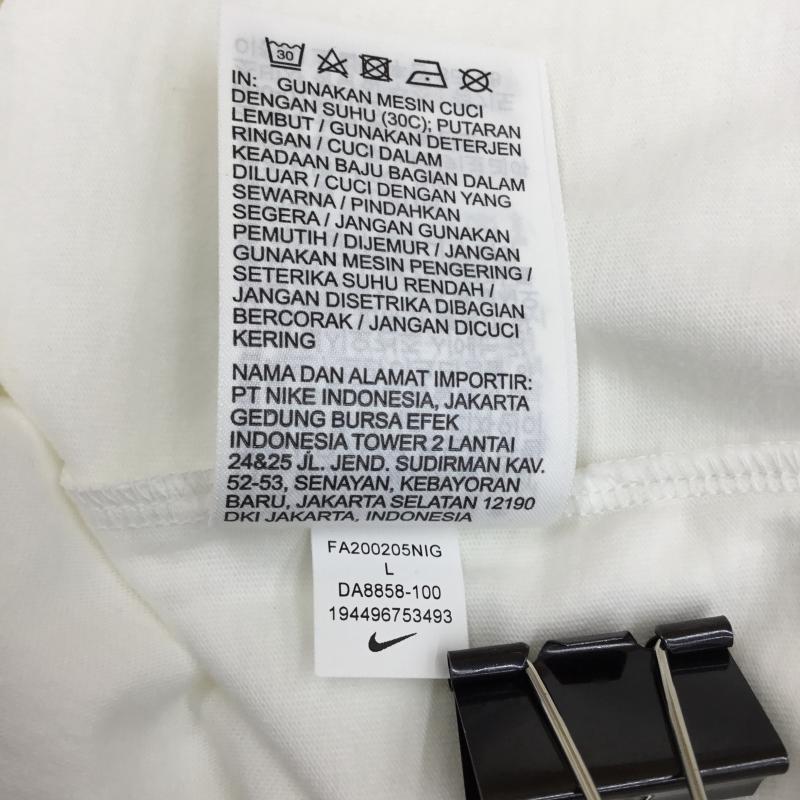 30
IN: GUNAKAN MESIN CUCI
DENGAN SUHU (30C); PUTARAN
LEMBUT / GUNAKAN DETERJEN
RINGAN / CUCI DALAM
KEADAAN BAJU BAGIAN DALAM
DILUAR / CUCI DENGAN YANG
SEWARNA / PINDAHKAN
SEGERA / JANGAN GUNAKAN
PEMUTIH / DIJEMUR / JANGAN
GUNAKAN MESIN PENGERING /
SETERIKA SUHU RENDAH /
JANGAN DISETRIKA DIBAGIAN
BERCORAK / JANGAN DICUCI
KERING
NAMA DAN ALAMAT IMPORTIR:
PT NIKE INDONESIA, JAKARTA
GEDUNG BURSA EFEK
INDONESIA TOWER 2 LANTAI
24&25 JL. JEND. SUDIRMAN KAV.
52-53, SENAYAN, KEBAYORAN
BARU, JAKARTA SELATAN 12190
DKI JAKARTA, INDONESIA
FA200205NIG
L
DA8858-100
194496753493